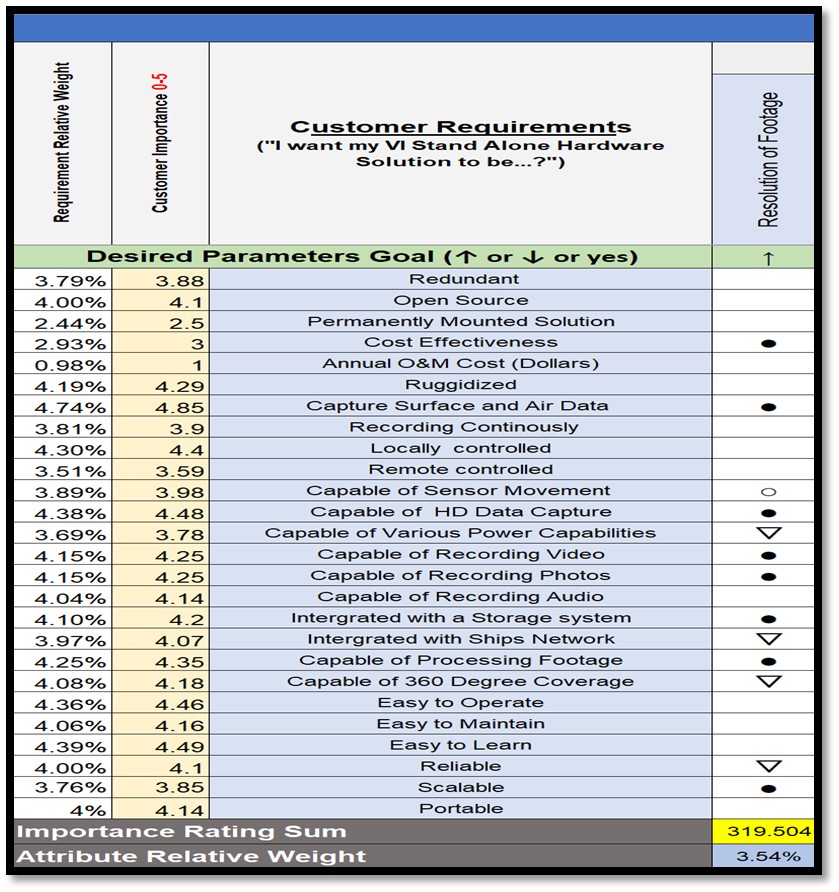 Requirement Relative Weight
Customer Importance 0-5
Customer Requirements
("I want my VI Stand Alone Hardware
Solution to be...?")
Resolution of Footage
Desired Parameters Goal (↑ or ↓ or yes) ↑
3.79% 3.88 Redundant
4.00% 4.1 Open Source
2.44% 2.5 Permanently Mounted Solution
2.93% 3 Cost Effectiveness ●
0.98% 1 Annual O&M Cost (Dollars)
4.19% 4.29 Ruggidized
4.74% 4.85 Capture Surface and Air Data ●
3.81% 3.9 Recording Continously
4.30% 4.4 Locally controlled
3.51% 3.59 Remote controlled
3.89% 3.98 Capable of Sensor Movement ○
4.38% 4.48 Capable of HD Data Capture ●
3.69% 3.78 Capable of Various Power Capabilities ▽
4.15% 4.25 Capable of Recording Video ●
4.15% 4.25 Capable of Recording Photos ●
4.04% 4.14 Capable of Recording Audio
4.10% 4.2 Intergrated with a Storage system ●
3.97% 4.07 Intergrated with Ships Network ▽
4.25% 4.35 Capable of Processing Footage ●
4.08% 4.18 Capable of 360 Degree Coverage ▽
4.36% 4.46 Easy to Operate
4.06% 4.16 Easy to Maintain
4.39% 4.49 Easy to Learn
4.00% 4.1 Reliable ▽
3.76% 3.85 Scalable ●
4% 4.14 Portable
Importance Rating Sum 319.504
Attribute Relative Weight 3.54%